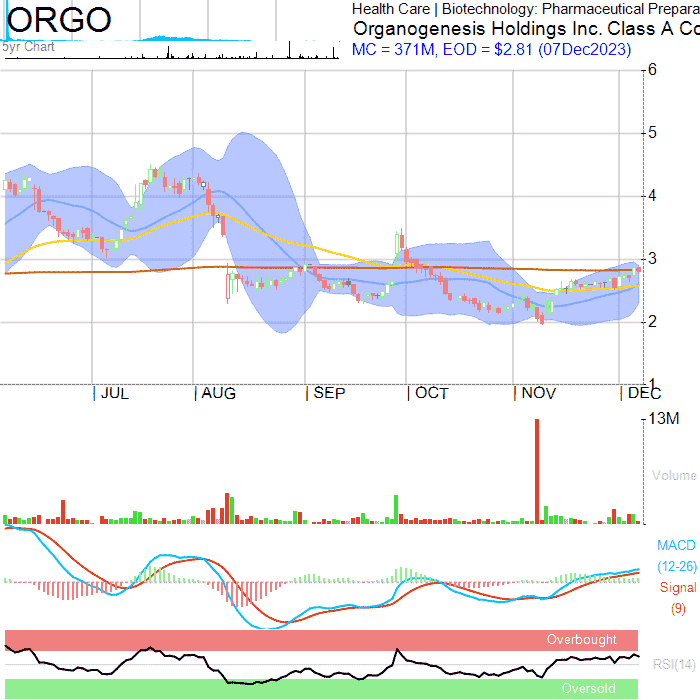 ORGO
5yr Chart
Health Care | Biotechnology: Pharmaceutical Prepara
Organogenesis Holdings Inc. Class A Co
MC = 371M, EOD = $2.81 (07Dec2023)
6
5
4
3
2
1
JUL AUG SEP OCT NOV DEC
13M
Volume
MACD
(12-26)
Signal
(9)
Overbought
RSI(14)
Oversold